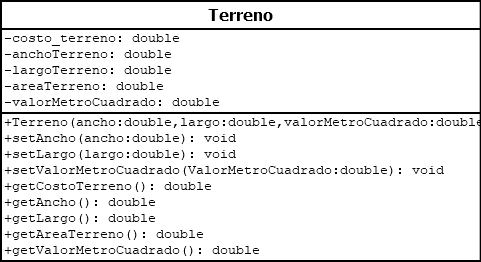 Terreno
-costo_terreno: double
-anchoTerreno: double
-largoTerreno: double
-areaTerreno: double
-valorMetroCuadrado: double
+Terreno(ancho:double,largo:double,valorMetroCuadrado:double
+setAncho(ancho:double): void
+setLargo(largo:double): void
+setValorMetroCuadrado(ValorMetroCuadrado:double): void
+getCostoTerreno(): double
+getAncho(): double
+getLargo(): double
+getAreaTerreno(): double
+getValorMetroCuadrado(): double